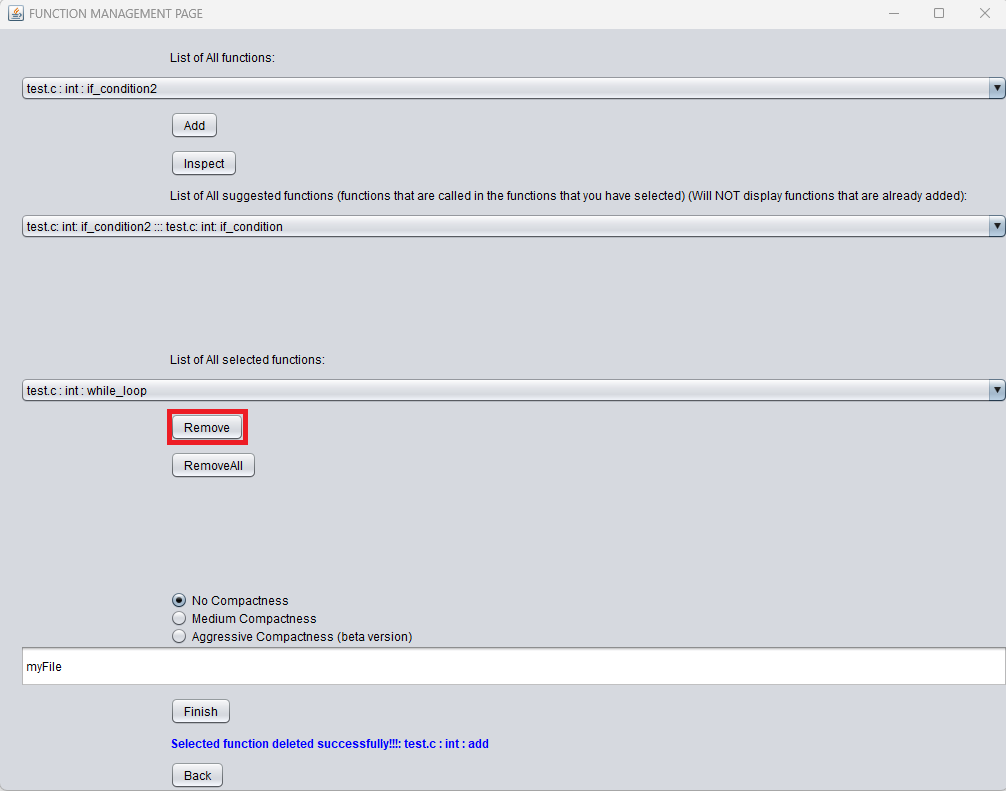 FUNCTION MANAGEMENT PAGE
List of All functions:
test.c : int : if_condition2
Add
Inspect
List of All suggested functions (functions that are called in the functions that you have selected) (Will NOT display functions that are already added):
test.c: int: if_condition2 ::: test.c: int: if_condition
List of All selected functions:
test.c : int : while_loop
Remove
RemoveAll
No Compactness
Medium Compactness
Aggressive Compactness (beta version)
myFile
Finish
Selected function deleted successfully!!!: test.c : int : add
Back